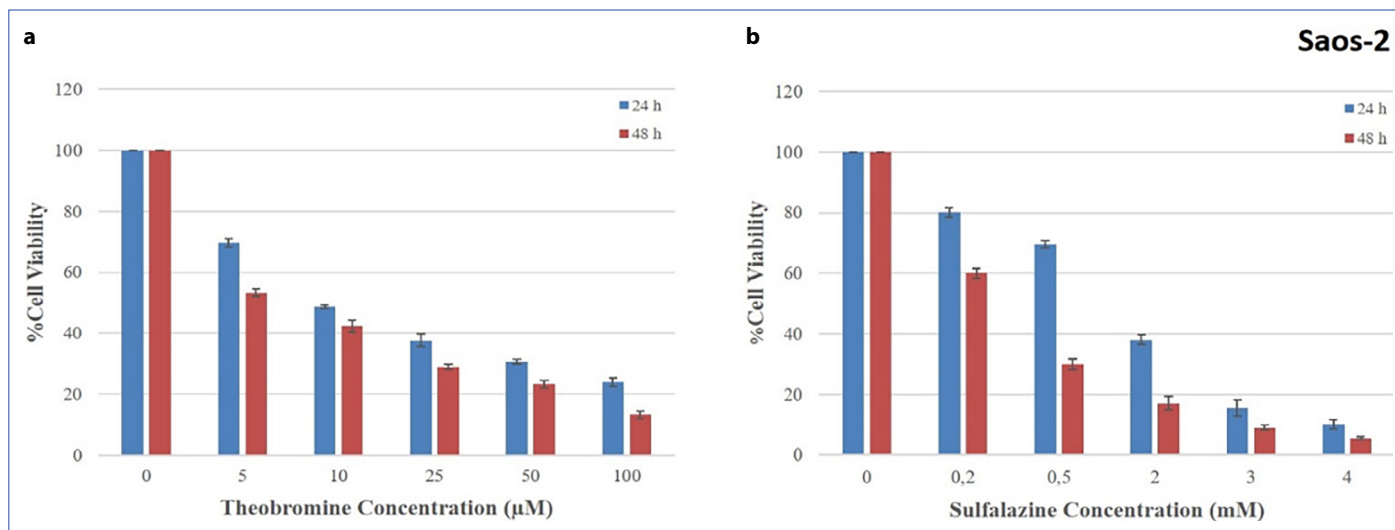 a
120
100
80
60
40
20
0
%Cell Viability
24 h
48 h
0 5 10 25 50 100
Theobromine Concentration (µM)
b
Saos-2
120
100
80
60
40
20
0
%Cell Viability
24 h
48 h
0 0,2 0,5 2 3 4
Sulfalazine Concentration (mM)